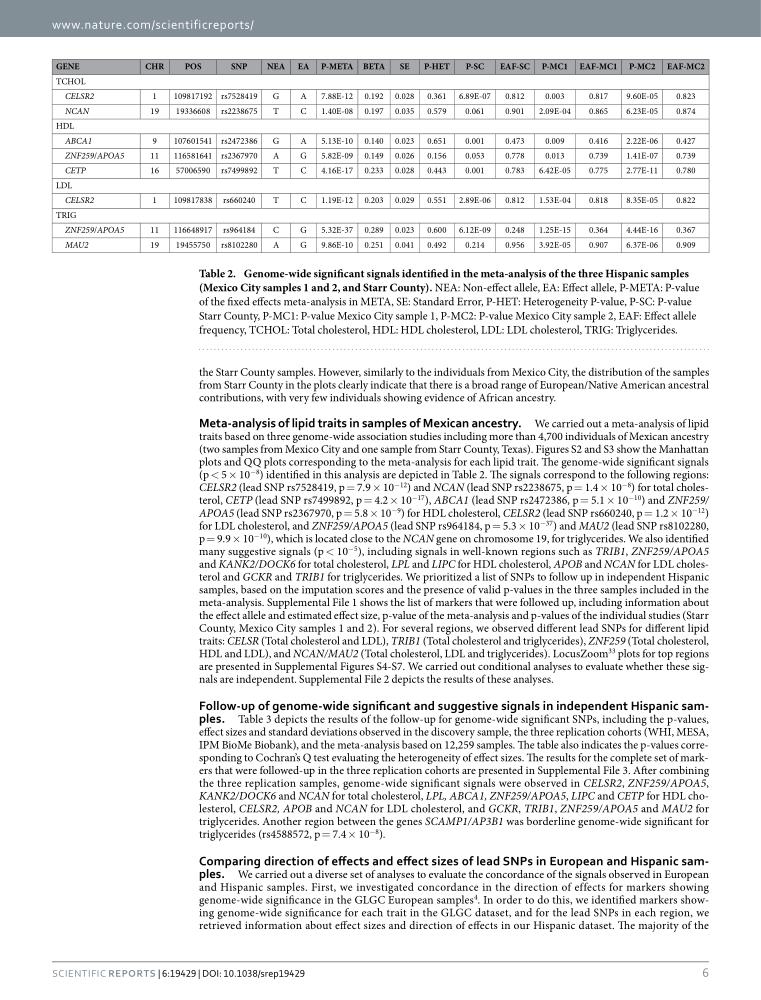 www.nature.com/scientificreports/
GENE CHR POS SNP NEA EA P-META BETA SE P-HET P-SC EAF-SC P-MC1 EAF-MC1 P-MC2 EAF-MC2
TCHOL
CELSR2 1 109817192 rs7528419 G A 7.88E-12 0.192 0.028 0.361 6.89E-07 0.812 0.003 0.817 9.60E-05 0.823
NCAN 19 19336608 rs2238675 T C 1.40E-08 0.197 0.035 0.579 0.061 0.901 2.09E-04 0.865 6.23E-05 0.874
HDL
ABCA1 9 107601541 rs2472386 G A 5.13E-10 0.140 0.023 0.651 0.001 0.473 0.009 0.416 2.22E-06 0.427
ZNF259/APOA5 11 116581641 rs2367970 A G 5.82E-09 0.149 0.026 0.156 0.053 0.778 0.013 0.739 1.41E-07 0.739
CETP 16 57006590 rs7499892 T C 4.16E-17 0.233 0.028 0.443 0.001 0.783 6.42E-05 0.775 2.77E-11 0.780
LDL
CELSR2 1 109817838 rs660240 T C 1.19E-12 0.203 0.029 0.551 2.89E-06 0.812 1.53E-04 0.818 8.35E-05 0.822
TRIG
ZNF259/APOA5 11 116648917 rs964184 C G 5.32E-37 0.289 0.023 0.600 6.12E-09 0.248 1.25E-15 0.364 4.44E-16 0.367
MAU2 19 19455750 rs8102280 A G 9.86E-10 0.251 0.041 0.492 0.214 0.956 3.92E-05 0.907 6.37E-06 0.909
Table 2. Genome-wide significant signals identified in the meta-analysis of the three Hispanic samples
(Mexico City samples 1 and 2, and Starr County). NEA: Non-effect allele, EA: Effect allele, P-META: P-value
of the fixed effects meta-analysis in META, SE: Standard Error, P-HET: Heterogeneity P-value, P-SC: P-value
Starr County, P-MC1: P-value Mexico City sample 1, P-MC2: P-value Mexico City sample 2, EAF: Effect allele
frequency, TCHOL: Total cholesterol, HDL: HDL cholesterol, LDL: LDL cholesterol, TRIG: Triglycerides.
the Starr County samples. However, similarly to the individuals from Mexico City, the distribution of the samples
from Starr County in the plots clearly indicate that there is a broad range of European/Native American ancestral
contributions, with very few individuals showing evidence of African ancestry.
Meta-analysis of lipid traits in samples of Mexican ancestry. We carried out a meta-analysis of lipid
traits based on three genome-wide association studies including more than 4,700 individuals of Mexican ancestry
(two samples from Mexico City and one sample from Starr County, Texas). Figures S2 and S3 show the Manhattan
plots and QQ plots corresponding to the meta-analysis for each lipid trait. The genome-wide significant signals
(p < 5 × 10⁻⁸) identified in this analysis are depicted in Table 2. The signals correspond to the following regions:
CELSR2 (lead SNP rs7528419, p = 7.9 × 10⁻¹²) and NCAN (lead SNP rs2238675, p = 1.4 × 10⁻⁸) for total choles-
terol, CETP (lead SNP rs7499892, p = 4.2 × 10⁻¹⁷), ABCA1 (lead SNP rs2472386, p = 5.1 × 10⁻¹⁰) and ZNF259/
APOA5 (lead SNP rs2367970, p = 5.8 × 10⁻⁹) for HDL cholesterol, CELSR2 (lead SNP rs660240, p = 1.2 × 10⁻¹²)
for LDL cholesterol, and ZNF259/APOA5 (lead SNP rs964184, p = 5.3 × 10⁻³⁷) and MAU2 (lead SNP rs8102280,
p = 9.9 × 10⁻¹⁰), which is located close to the NCAN gene on chromosome 19, for triglycerides. We also identified
many suggestive signals (p < 10⁻⁵), including signals in well-known regions such as TRIB1, ZNF259/APOA5
and KANK2/DOCK6 for total cholesterol, LPL and LIPC for HDL cholesterol, APOB and NCAN for LDL choles-
terol and GCKR and TRIB1 for triglycerides. We prioritized a list of SNPs to follow up in independent Hispanic
samples, based on the imputation scores and the presence of valid p-values in the three samples included in the
meta-analysis. Supplemental File 1 shows the list of markers that were followed up, including information about
the effect allele and estimated effect size, p-value of the meta-analysis and p-values of the individual studies (Starr
County, Mexico City samples 1 and 2). For several regions, we observed different lead SNPs for different lipid
traits: CELSR (Total cholesterol and LDL), TRIB1 (Total cholesterol and triglycerides), ZNF259 (Total cholesterol,
HDL and LDL), and NCAN/MAU2 (Total cholesterol, LDL and triglycerides). LocusZoom³³ plots for top regions
are presented in Supplemental Figures S4-S7. We carried out conditional analyses to evaluate whether these sig-
nals are independent. Supplemental File 2 depicts the results of these analyses.
Follow-up of genome-wide significant and suggestive signals in independent Hispanic sam-
ples. Table 3 depicts the results of the follow-up for genome-wide significant SNPs, including the p-values,
effect sizes and standard deviations observed in the discovery sample, the three replication cohorts (WHI, MESA,
IPM BioMe Biobank), and the meta-analysis based on 12,259 samples. The table also indicates the p-values corre-
sponding to Cochran's Q test evaluating the heterogeneity of effect sizes. The results for the complete set of mark-
ers that were followed-up in the three replication cohorts are presented in Supplemental File 3. After combining
the three replication samples, genome-wide significant signals were observed in CELSR2, ZNF259/APOA5,
KANK2/DOCK6 and NCAN for total cholesterol, LPL, ABCA1, ZNF259/APOA5, LIPC and CETP for HDL cho-
lesterol, CELSR2, APOB and NCAN for LDL cholesterol, and GCKR, TRIB1, ZNF259/APOA5 and MAU2 for
triglycerides. Another region between the genes SCAMP1/AP3B1 was borderline genome-wide significant for
triglycerides (rs4588572, p = 7.4 × 10⁻⁸).
Comparing direction of effects and effect sizes of lead SNPs in European and Hispanic sam-
ples. We carried out a diverse set of analyses to evaluate the concordance of the signals observed in European
and Hispanic samples. First, we investigated concordance in the direction of effects for markers showing
genome-wide significance in the GLGC European samples⁴. In order to do this, we identified markers show-
ing genome-wide significance for each trait in the GLGC dataset, and for the lead SNPs in each region, we
retrieved information about effect sizes and direction of effects in our Hispanic dataset. The majority of the
SCIENTIFIC REPORTS | 6:19429 | DOI: 10.1038/srep19429 6